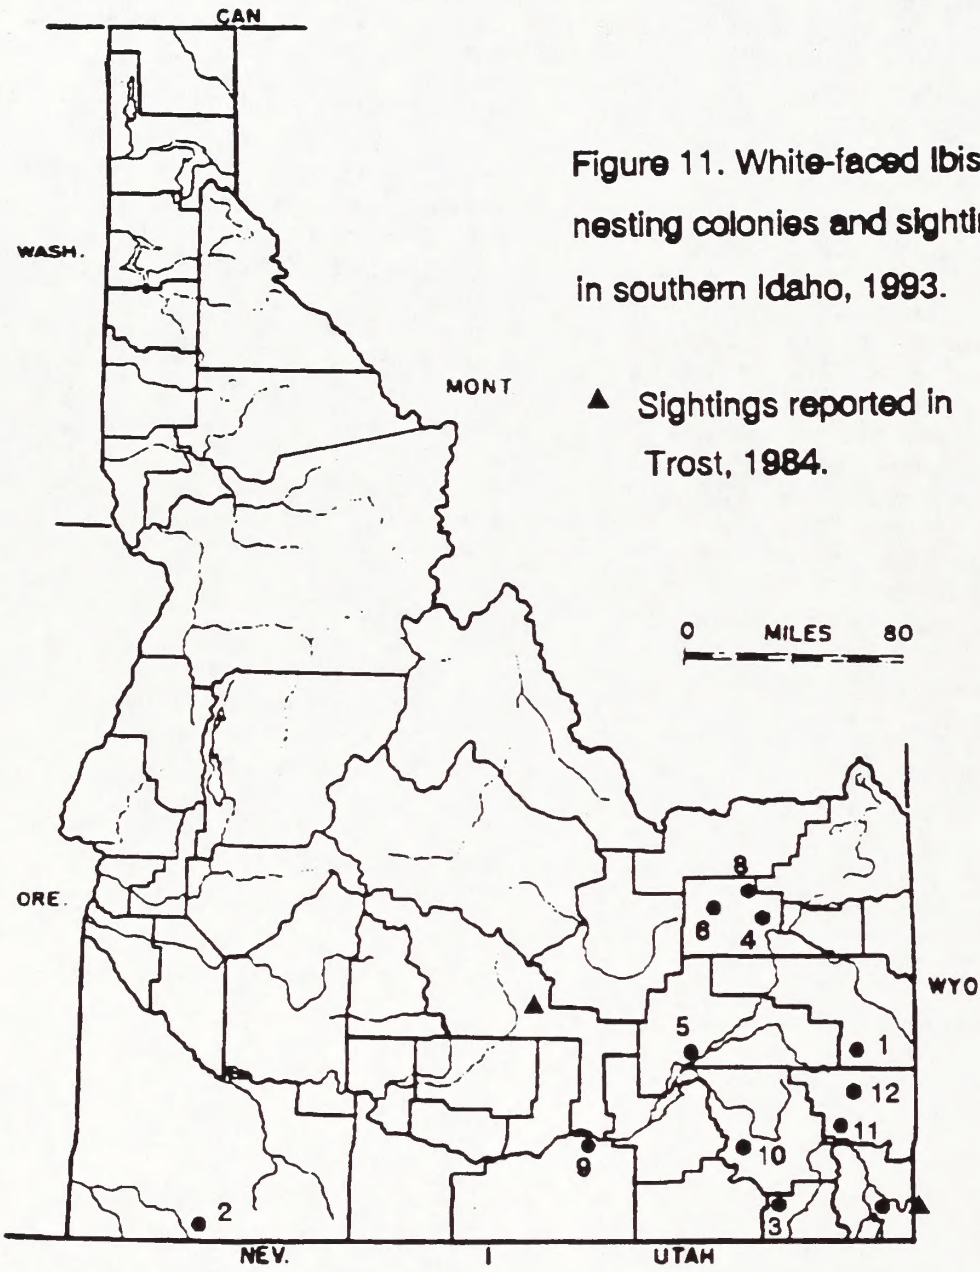 CAN
Figure 11. White-faced Ibis
nesting colonies and sightin
in southern Idaho, 1993.
WASH.
MONT
▲ Sightings reported in
Trost, 1984.
0 MILES 80
ORE.
8
6
4
WYO
5
1
12
11
10
9
2
3
NEV.
UTAH